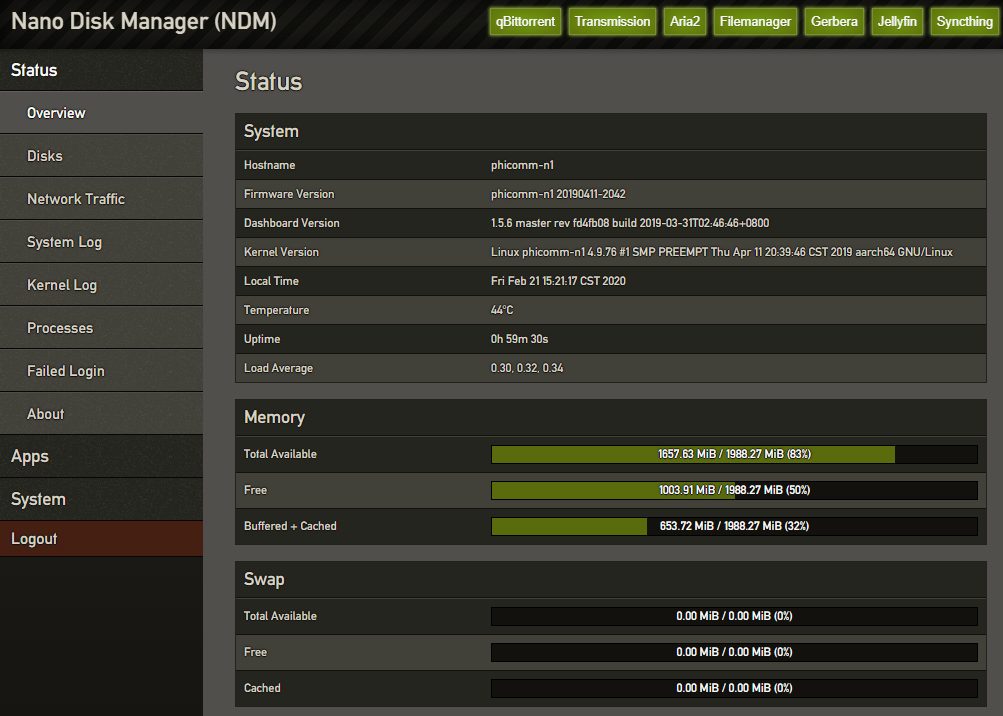 Nano Disk Manager (NDM)
qBittorrent Transmission Aria2 Filemanager Gerbera Jellyfin Syncthing
Status
Overview
Disks
Network Traffic
System Log
Kernel Log
Processes
Failed Login
About
Apps
System
Logout
Status
System
Hostname phicomm-n1
Firmware Version phicomm-n1 20190411-2042
Dashboard Version 1.5.6 master rev fd4fb08 build 2019-03-31T02:46:46+0800
Kernel Version Linux phicomm-n1 4.9.76 #1 SMP PREEMPT Thu Apr 11 20:39:46 CST 2019 aarch64 GNU/Linux
Local Time Fri Feb 21 15:21:17 CST 2020
Temperature 44°C
Uptime 0h 59m 30s
Load Average 0.30, 0.32, 0.34
Memory
Total Available 1657.63 MiB / 1988.27 MiB (83%)
Free 1003.91 MiB / 1988.27 MiB (50%)
Buffered + Cached 653.72 MiB / 1988.27 MiB (32%)
Swap
Total Available 0.00 MiB / 0.00 MiB (0%)
Free 0.00 MiB / 0.00 MiB (0%)
Cached 0.00 MiB / 0.00 MiB (0%)